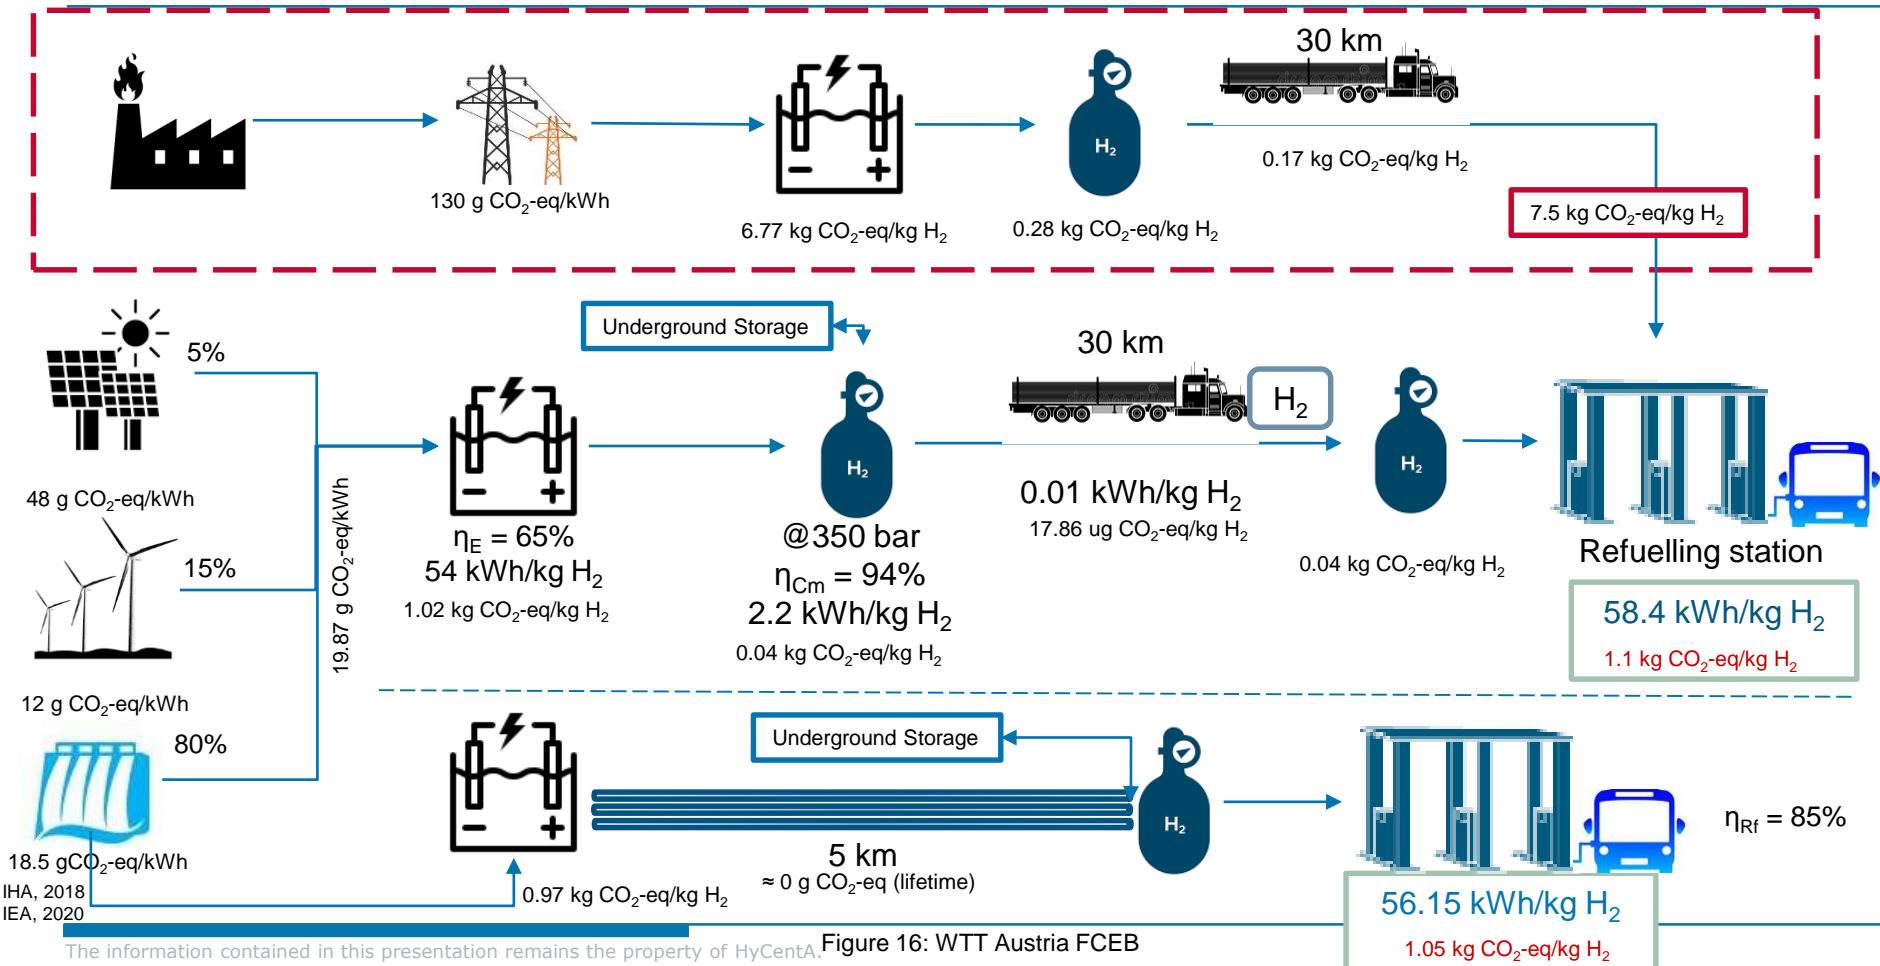 30 km
H₂
130 g CO₂-eq/kWh
0.17 kg CO₂-eq/kg H₂
6.77 kg CO₂-eq/kg H₂
0.28 kg CO₂-eq/kg H₂
7.5 kg CO₂-eq/kg H₂
Underground Storage
5%
30 km
H₂
H₂
H₂
48 g CO₂-eq/kWh
15%
19.87 g CO₂-eq/kWh
ηE = 65%
54 kWh/kg H₂
1.02 kg CO₂-eq/kg H₂
@350 bar
ηCm = 94%
2.2 kWh/kg H₂
0.04 kg CO₂-eq/kg H₂
0.01 kWh/kg H₂
17.86 ug CO₂-eq/kg H₂
0.04 kg CO₂-eq/kg H₂
Refuelling station
58.4 kWh/kg H₂
1.1 kg CO₂-eq/kg H₂
12 g CO₂-eq/kWh
80%
Underground Storage
H₂
18.5 gCO₂-eq/kWh
IHA, 2018
IEA, 2020
0.97 kg CO₂-eq/kg H₂
5 km
≈ 0 g CO₂-eq (lifetime)
ηRf = 85%
56.15 kWh/kg H₂
1.05 kg CO₂-eq/kg H₂
The information contained in this presentation remains the property of HyCentA.
Figure 16: WTT Austria FCEB